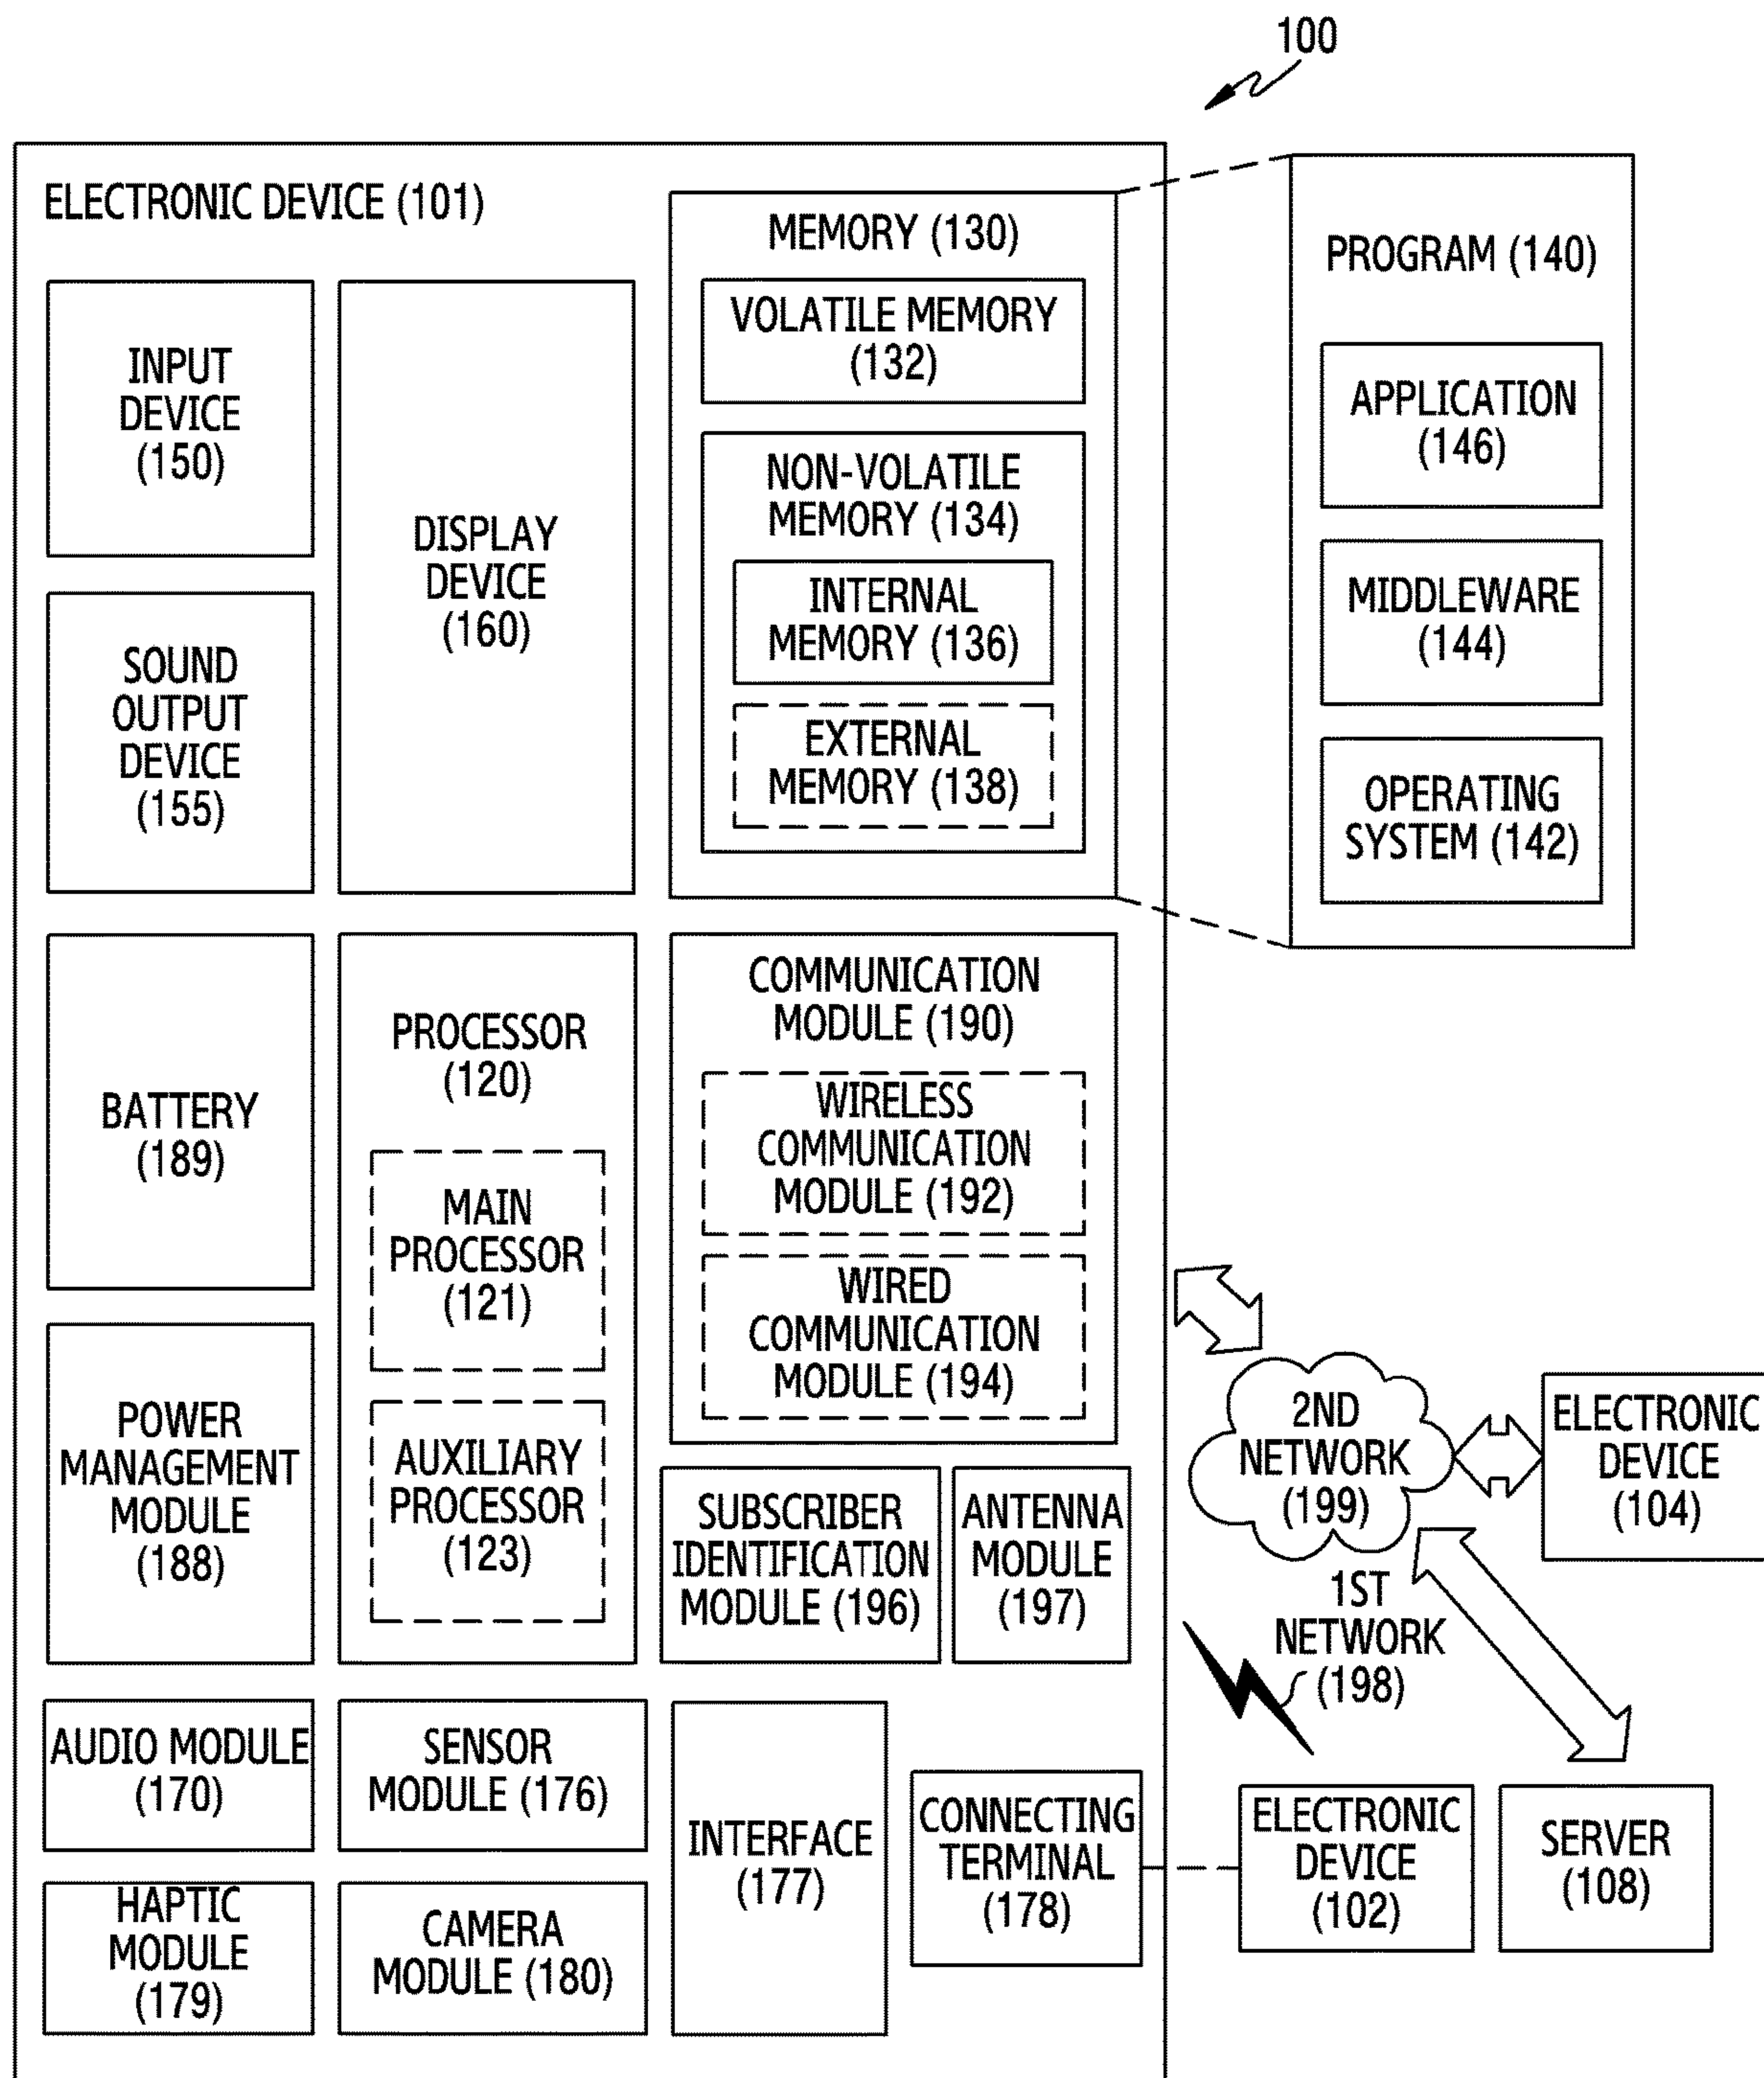 100
ELECTRONIC DEVICE (101)
INPUT
DEVICE
(150)
SOUND
OUTPUT
DEVICE
(155)
DISPLAY
DEVICE
(160)
MEMORY (130)
VOLATILE MEMORY
(132)
NON-VOLATILE
MEMORY (134)
INTERNAL
MEMORY (136)
EXTERNAL
MEMORY (138)
PROGRAM (140)
APPLICATION
(146)
MIDDLEWARE
(144)
OPERATING
SYSTEM (142)
BATTERY
(189)
POWER
MANAGEMENT
MODULE
(188)
PROCESSOR
(120)
MAIN
PROCESSOR
(121)
AUXILIARY
PROCESSOR
(123)
COMMUNICATION
MODULE (190)
WIRELESS
COMMUNICATION
MODULE (192)
WIRED
COMMUNICATION
MODULE (194)
SUBSCRIBER
IDENTIFICATION
MODULE (196)
ANTENNA
MODULE
(197)
2ND
NETWORK
(199)
ELECTRONIC
DEVICE
(104)
1ST
NETWORK
(198)
AUDIO MODULE
(170)
SENSOR
MODULE (176)
HAPTIC
MODULE
(179)
CAMERA
MODULE (180)
INTERFACE
(177)
CONNECTING
TERMINAL
(178)
ELECTRONIC
DEVICE
(102)
SERVER
(108)